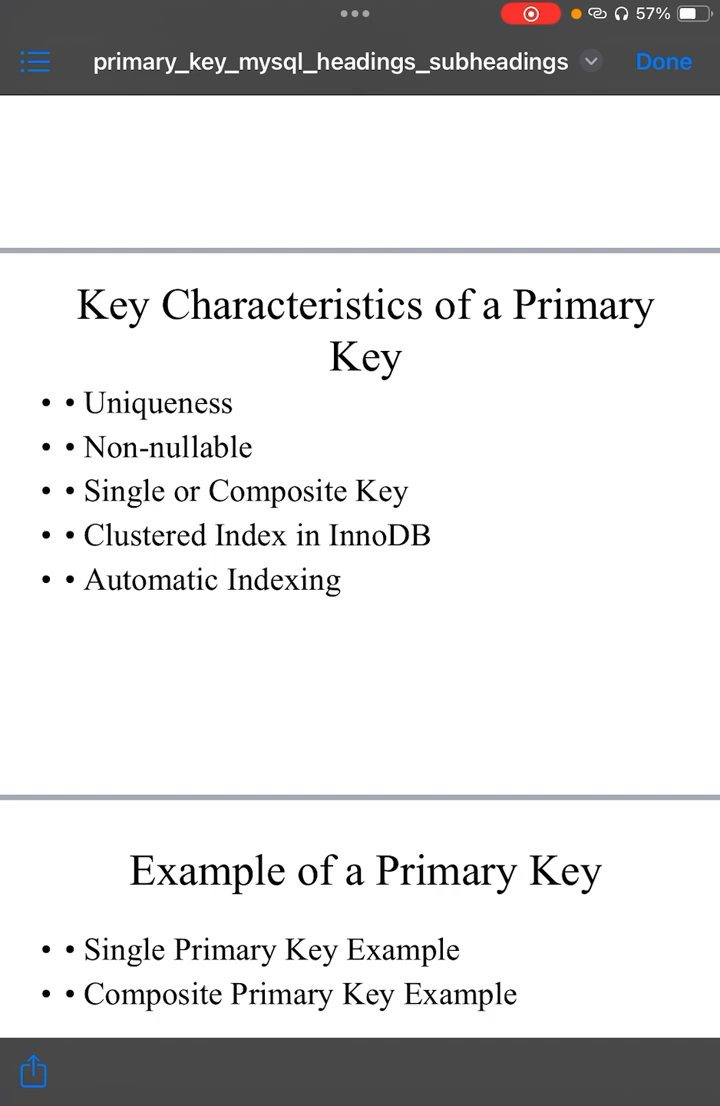 57%
primary_key_mysql_headings_subheadings
Done
Key Characteristics of a Primary
Key
• • Uniqueness
• • Non-nullable
• • Single or Composite Key
• • Clustered Index in InnoDB
• • Automatic Indexing
Example of a Primary Key
• • Single Primary Key Example
• • Composite Primary Key Example